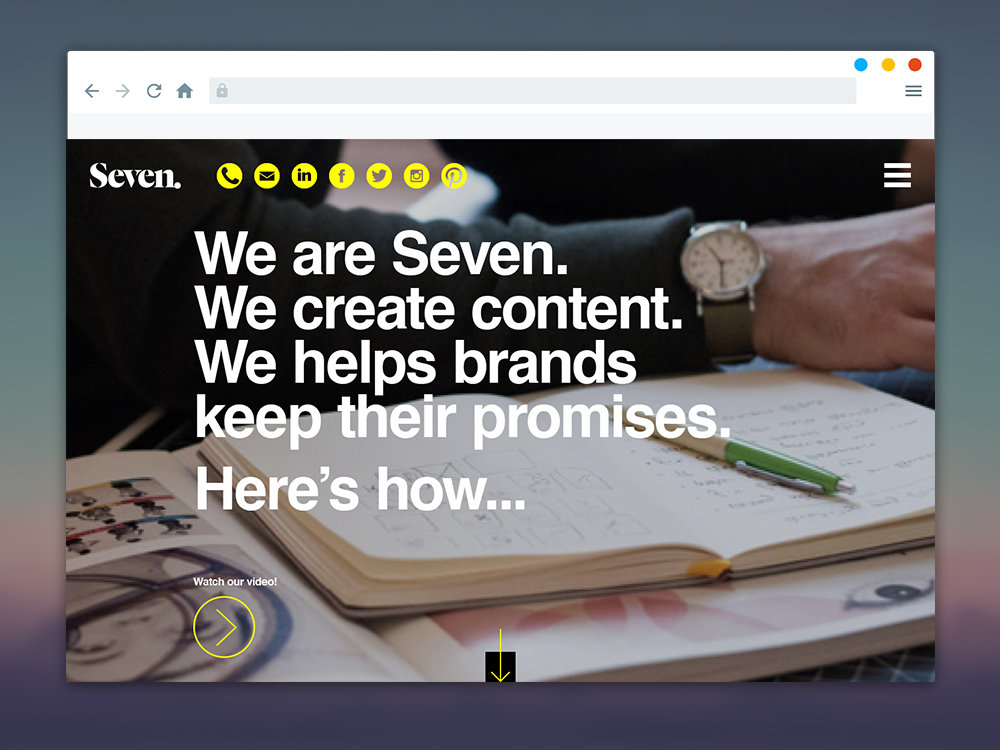 Seven.
We are Seven.
We create content.
We helps brands
keep their promises.
Here’s how...
Watch our video!